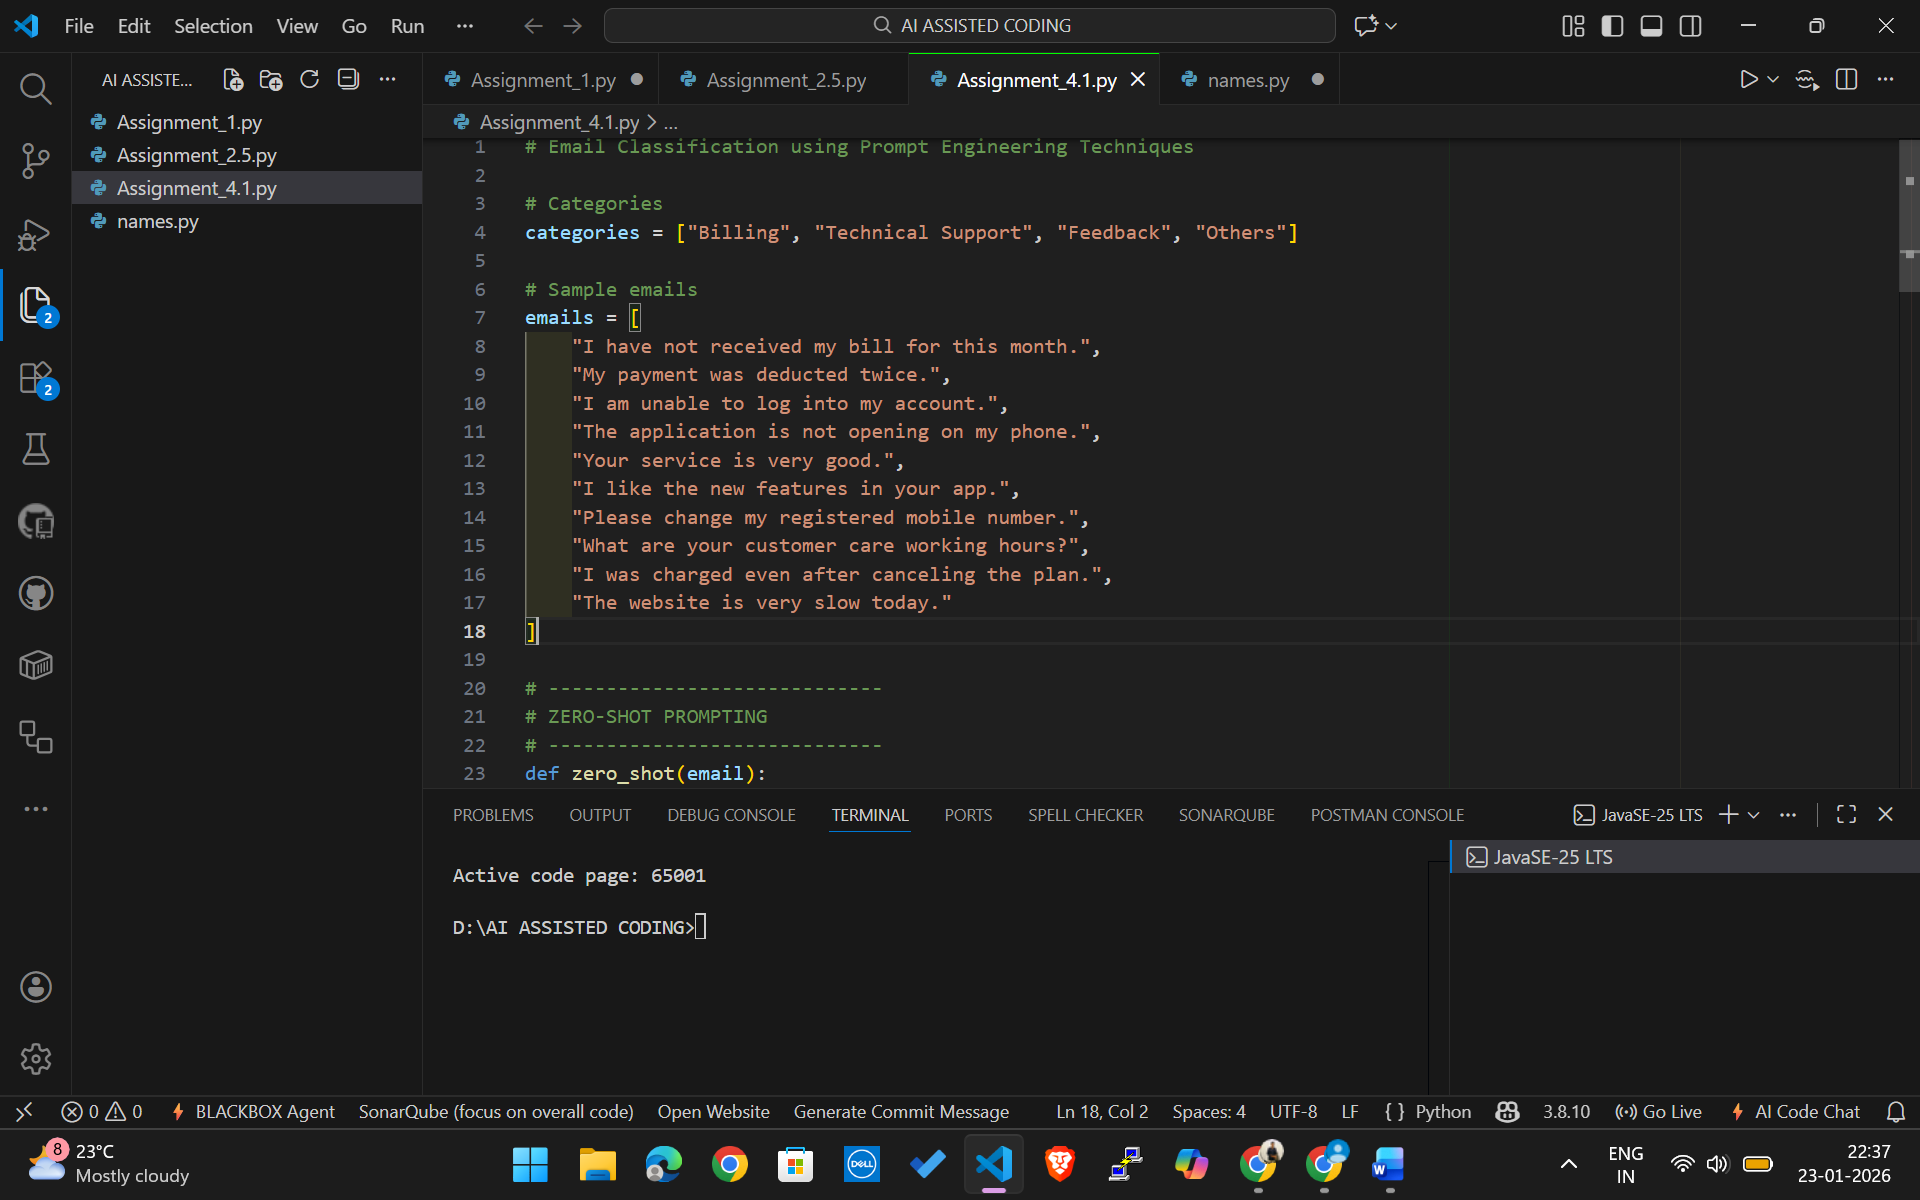 File Edit Selection View Go Run ···
AI ASSISTED CODING
AI ASSISTE...
Assignment_1.py
Assignment_2.5.py
Assignment_4.1.py
names.py
Assignment_1.py
Assignment_2.5.py
Assignment_4.1.py
names.py
2
2
Assignment_4.1.py > ...
1 # Email Classification using Prompt Engineering Techniques
2
3 # Categories
4 categories = ["Billing", "Technical Support", "Feedback", "Others"]
5
6 # Sample emails
7 emails = [
8 "I have not received my bill for this month.",
9 "My payment was deducted twice.",
10 "I am unable to log into my account.",
11 "The application is not opening on my phone.",
12 "Your service is very good.",
13 "I like the new features in your app.",
14 "Please change my registered mobile number.",
15 "What are your customer care working hours?",
16 "I was charged even after canceling the plan.",
17 "The website is very slow today."
18 ]
19
20 # -----------------------------
21 # ZERO-SHOT PROMPTING
22 # -----------------------------
23 def zero_shot(email):
PROBLEMS OUTPUT DEBUG CONSOLE TERMINAL PORTS SPELL CHECKER SONARQUBE POSTMAN CONSOLE
JavaSE-25 LTS
JavaSE-25 LTS
Active code page: 65001
D:\AI ASSISTED CODING>
0 0 BLACKBOX Agent SonarQube (focus on overall code) Open Website Generate Commit Message Ln 18, Col 2 Spaces: 4 UTF-8 LF { } Python 3.8.10 Go Live AI Code Chat
8
23°C
Mostly cloudy
DELL
W
ENG
IN
22:37
23-01-2026